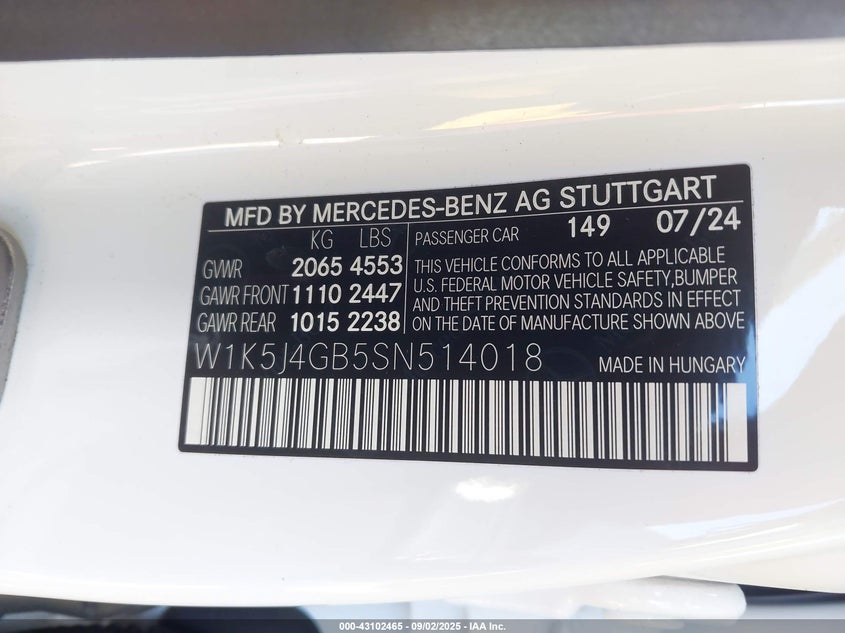 MFD BY MERCEDES-BENZ AG STUTTGART
KG LBS
GVWR 2065 4553
GAWR FRONT 1110 2447
GAWR REAR 1015 2238
PASSENGER CAR 149 07/24
THIS VEHICLE CONFORMS TO ALL APPLICABLE
U.S. FEDERAL MOTOR VEHICLE SAFETY,BUMPER
AND THEFT PREVENTION STANDARDS IN EFFECT
ON THE DATE OF MANUFACTURE SHOWN ABOVE
W1K5J4GB5SN514018 MADE IN HUNGARY
000-43102465 - 09/02/2025 - IAA Inc.